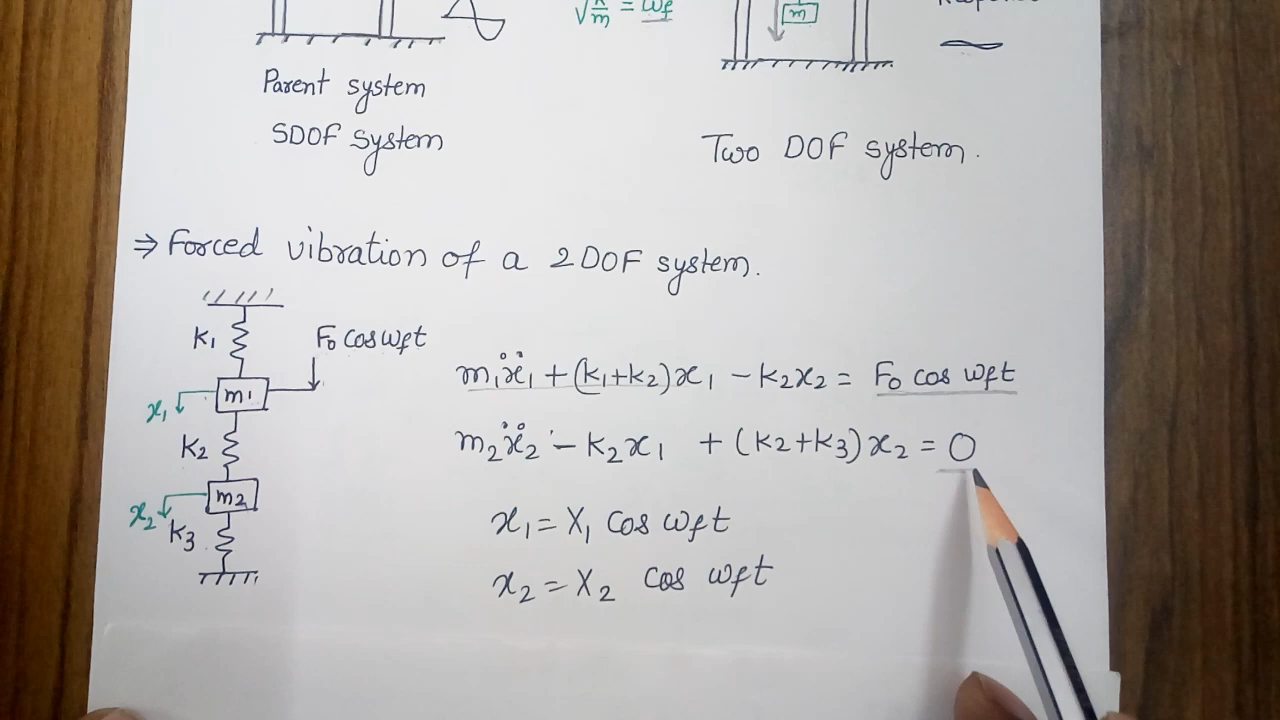 √k/m = ωf
m
Parent system
SDOF system
Two DOF system.
⇒ Forced vibration of a 2DOF system.
k₁
F₀ cos ωft
m₁
x₁
k₂
m₂
x₂
k₃
m₁ẍ₁ + (k₁+k₂)x₁ - k₂x₂ = F₀ cos ωft
m₂ẍ₂ - k₂x₁ + (k₂+k₃)x₂ = 0
x₁ = X₁ cos ωft
x₂ = X₂ cos ωft